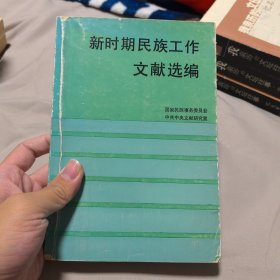 新时期民族工作
文献选编
国家民族事务委员会
中共中央文献研究室